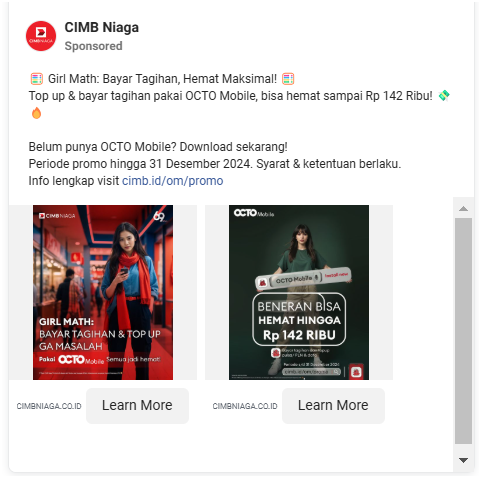 CIMB Niaga
Sponsored
Girl Math: Bayar Tagihan, Hemat Maksimal!
Top up & bayar tagihan pakai OCTO Mobile, bisa hemat sampai Rp 142 Ribu!
Belum punya OCTO Mobile? Download sekarang!
Periode promo hingga 31 Desember 2024. Syarat & ketentuan berlaku.
Info lengkap visit cimb.id/om/promo
CIMB NIAGA
69
GIRL MATH:
BAYAR TAGIHAN & TOP UP
GA MASALAH
Pakai OCTO Mobile Semua jadi hemat!
CIMBNIAGA.CO.ID
Learn More
OCTO Mobile
OCTO Mobile
Install now
BENERAN BISA
HEMAT HINGGA
Rp 142 RIBU
CIMBNIAGA.CO.ID
Learn More